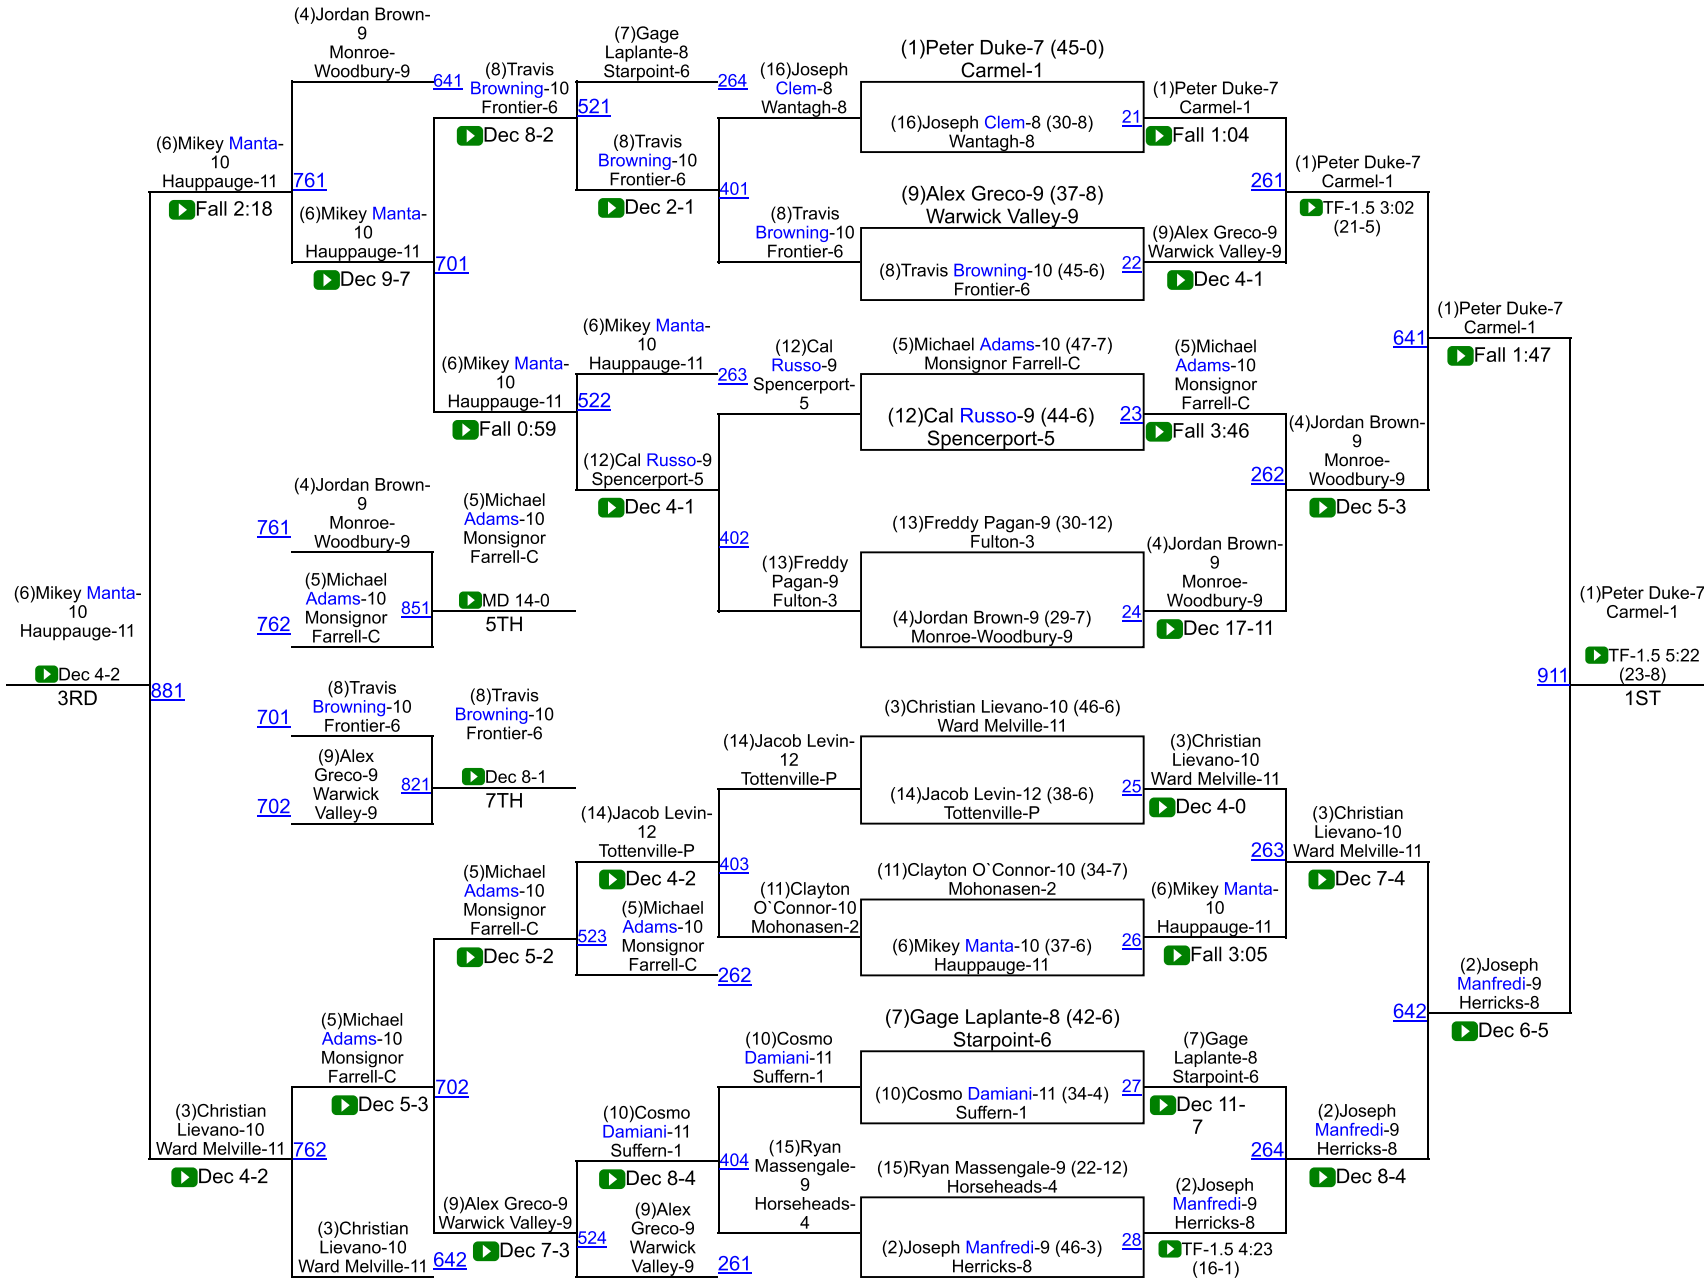 (4)Jordan Brown-
9
Monroe-
Woodbury-9
641
(6)Mikey Manta-
10
Hauppauge-11
Fall 2:18
761
(6)Mikey Manta-
10
Hauppauge-11
Dec 9-7
(8)Travis
Browning-10
Frontier-6
Dec 8-2
701
(6)Mikey Manta-
10
Hauppauge-11
Fall 0:59
(7)Gage
Laplante-8
Starpoint-6
264
521
(8)Travis
Browning-10
Frontier-6
Dec 2-1
(6)Mikey Manta-
10
Hauppauge-11
263
522
(12)Cal Russo-9
Spencerport-5
Dec 4-1
(16)Joseph
Clem-8
Wantagh-8
401
(8)Travis
Browning-10
Frontier-6
(12)Cal
Russo-9
Spencerport-
5
402
(13)Freddy
Pagan-9
Fulton-3
(1)Peter Duke-7 (45-0)
Carmel-1
(16)Joseph Clem-8 (30-8)
Wantagh-8
21
(9)Alex Greco-9 (37-8)
Warwick Valley-9
(8)Travis Browning-10 (45-6)
Frontier-6
22
(5)Michael Adams-10 (47-7)
Monsignor Farrell-C
(12)Cal Russo-9 (44-6)
Spencerport-5
23
(13)Freddy Pagan-9 (30-12)
Fulton-3
(4)Jordan Brown-9 (29-7)
Monroe-Woodbury-9
24
(1)Peter Duke-7
Carmel-1
Fall 1:04
261
(9)Alex Greco-9
Warwick Valley-9
Dec 4-1
(5)Michael
Adams-10
Monsignor
Farrell-C
Fall 3:46
262
(4)Jordan Brown-
9
Monroe-
Woodbury-9
Dec 17-11
(1)Peter Duke-7
Carmel-1
TF-1.5 3:02
(21-5)
641
(4)Jordan Brown-
9
Monroe-
Woodbury-9
Dec 5-3
(1)Peter Duke-7
Carmel-1
Fall 1:47
(4)Jordan Brown-
9
Monroe-
Woodbury-9
761
(5)Michael
Adams-10
Monsignor
Farrell-C
762
851
(5)Michael
Adams-10
Monsignor
Farrell-C
MD 14-0
5TH
(6)Mikey Manta-
10
Hauppauge-11
Dec 4-2
3RD
881
(8)Travis
Browning-10
Frontier-6
701
(9)Alex
Greco-9
Warwick
Valley-9
702
821
(8)Travis
Browning-10
Frontier-6
Dec 8-1
7TH
(1)Peter Duke-7
Carmel-1
TF-1.5 5:22
(23-8)
1ST
911
(14)Jacob Levin-
12
Tottenville-P
Dec 4-2
(5)Michael
Adams-10
Monsignor
Farrell-C
Dec 5-2
523
(5)Michael
Adams-10
Monsignor
Farrell-C
262
(14)Jacob Levin-
12
Tottenville-P
403
(11)Clayton
O`Connor-10
Mohonasen-2
(3)Christian Lievano-10 (46-6)
Ward Melville-11
(14)Jacob Levin-12 (38-6)
Tottenville-P
25
(11)Clayton O`Connor-10 (34-7)
Mohonasen-2
(6)Mikey Manta-10 (37-6)
Hauppauge-11
26
(3)Christian
Lievano-10
Ward Melville-11
Dec 4-0
263
(6)Mikey Manta-
10
Hauppauge-11
Fall 3:05
(3)Christian
Lievano-10
Ward Melville-11
Dec 7-4
642
(2)Joseph
Manfredi-9
Herricks-8
Dec 6-5
(5)Michael
Adams-10
Monsignor
Farrell-C
Dec 5-3
702
(3)Christian
Lievano-10
Ward Melville-11
Dec 4-2
762
(3)Christian
Lievano-10
Ward Melville-11
642
(9)Alex Greco-9
Warwick Valley-9
Dec 7-3
(10)Cosmo
Damiani-11
Suffern-1
Dec 8-4
524
(9)Alex
Greco-9
Warwick
Valley-9
261
(10)Cosmo
Damiani-11
Suffern-1
404
(15)Ryan
Massengale-
9
Horseheads-
4
(7)Gage Laplante-8 (42-6)
Starpoint-6
(10)Cosmo Damiani-11 (34-4)
Suffern-1
27
(15)Ryan Massengale-9 (22-12)
Horseheads-4
(2)Joseph Manfredi-9 (46-3)
Herricks-8
28
(7)Gage
Laplante-8
Starpoint-6
Dec 11-
7
264
(2)Joseph
Manfredi-9
Herricks-8
TF-1.5 4:23
(16-1)
(2)Joseph
Manfredi-9
Herricks-8
Dec 8-4